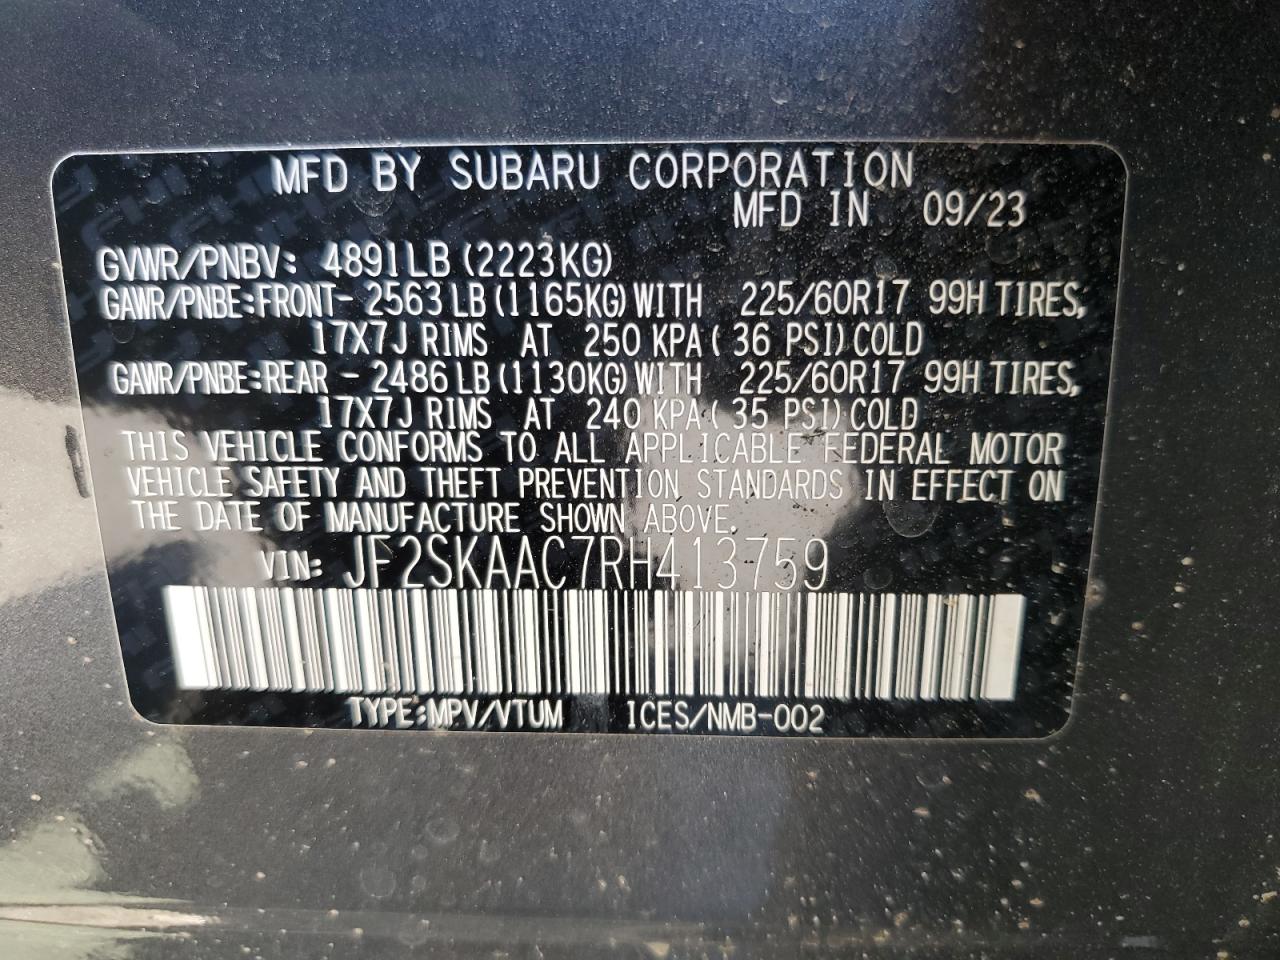 MFD BY SUBARU CORPORATION
MFD IN 09/23
GVWR/PNBV: 4891LB (2223KG)
GAWR/PNBE:FRONT- 2563 LB (1165KG) WITH 225/60R17 99H TIRES,
17X7J RIMS AT 250 KPA ( 36 PSI) COLD
GAWR/PNBE:REAR - 2486 LB (1130KG) WITH 225/60R17 99H TIRES,
17X7J RIMS AT 240 KPA ( 35 PSI) COLD
THIS VEHICLE CONFORMS TO ALL APPLICABLE FEDERAL MOTOR
VEHICLE SAFETY AND THEFT PREVENTION STANDARDS IN EFFECT ON
THE DATE OF MANUFACTURE SHOWN ABOVE.
VIN: JF2SKAAC7RH413759
TYPE:MPV/VTUM ICES/NMB-002